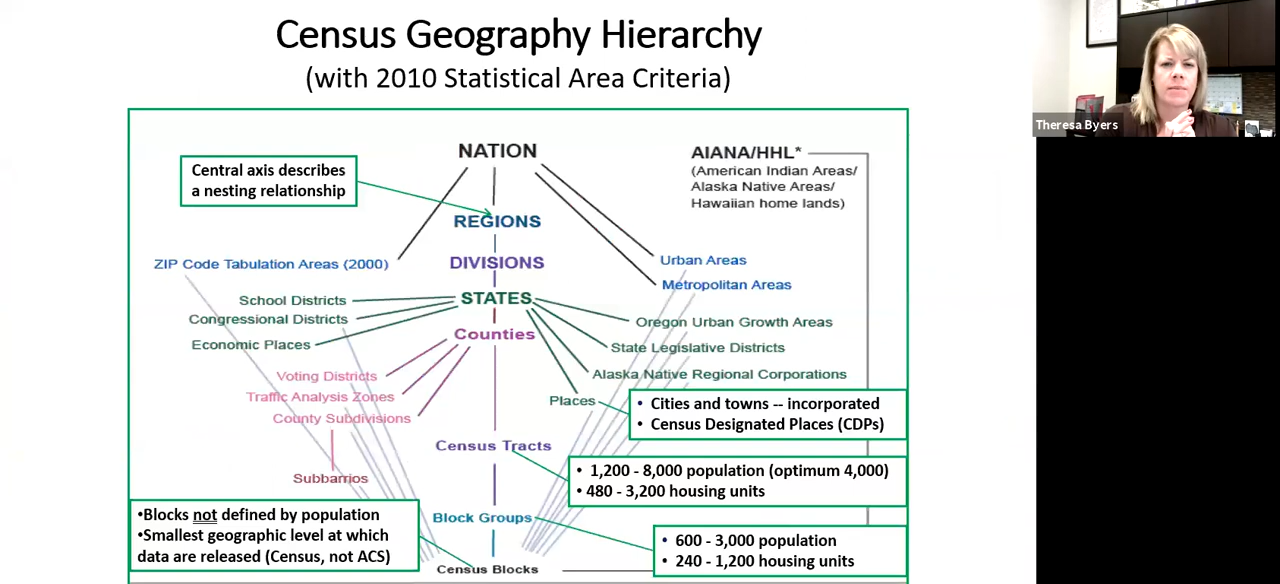 Census Geography Hierarchy
(with 2010 Statistical Area Criteria)
Theresa Byers
NATION
AIANA/HHL*
(American Indian Areas/
Alaska Native Areas/
Hawaiian home lands)
Central axis describes
a nesting relationship
REGIONS
ZIP Code Tabulation Areas (2000)
DIVISIONS
Urban Areas
Metropolitan Areas
School Districts
STATES
Congressional Districts
Oregon Urban Growth Areas
Economic Places
Counties
State Legislative Districts
Voting Districts
Alaska Native Regional Corporations
Traffic Analysis Zones
Places
• Cities and towns -- incorporated
• Census Designated Places (CDPs)
County Subdivisions
Census Tracts
• 1,200 - 8,000 population (optimum 4,000)
• 480 - 3,200 housing units
Subbarrios
•Blocks not defined by population
•Smallest geographic level at which
data are released (Census, not ACS)
Block Groups
• 600 - 3,000 population
• 240 - 1,200 housing units
Census Blocks